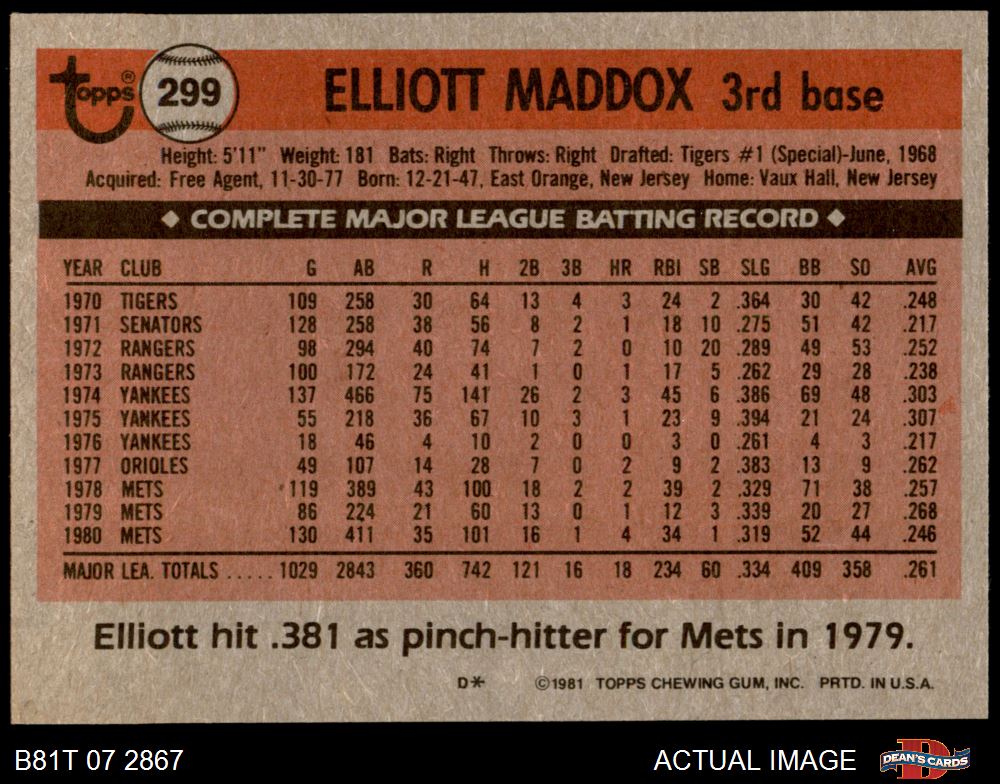 topps® 299 ELLIOTT MADDOX 3rd base
Height: 5'11" Weight: 181 Bats: Right Throws: Right Drafted: Tigers #1 (Special)-June, 1968
Acquired: Free Agent, 11-30-77 Born: 12-21-47, East Orange, New Jersey Home: Vaux Hall, New Jersey
◆ COMPLETE MAJOR LEAGUE BATTING RECORD ◆
YEAR CLUB G AB R H 2B 3B HR RBI SB SLG BB SO AVG
1970 TIGERS 109 258 30 64 13 4 3 24 2 .364 30 42 .248
1971 SENATORS 128 258 38 56 8 2 1 18 10 .275 51 42 .217
1972 RANGERS 98 294 40 74 7 2 0 10 20 .289 49 53 .252
1973 RANGERS 100 172 24 41 1 0 1 17 5 .262 29 28 .238
1974 YANKEES 137 466 75 141 26 2 3 45 6 .386 69 48 .303
1975 YANKEES 55 218 36 67 10 3 1 23 9 .394 21 24 .307
1976 YANKEES 18 46 4 10 2 0 0 3 0 .261 4 3 .217
1977 ORIOLES 49 107 14 28 7 0 2 9 2 .383 13 9 .262
1978 METS 119 389 43 100 18 2 2 39 2 .329 71 38 .257
1979 METS 86 224 21 60 13 0 1 12 3 .339 20 27 .268
1980 METS 130 411 35 101 16 1 4 34 1 .319 52 44 .246
MAJOR LEA. TOTALS ..... 1029 2843 360 742 121 16 18 234 60 .334 409 358 .261
Elliott hit .381 as pinch-hitter for Mets in 1979.
D* ©1981 TOPPS CHEWING GUM, INC. PRTD. IN U.S.A.
B81T 07 2867 ACTUAL IMAGE DEAN'S CARDS